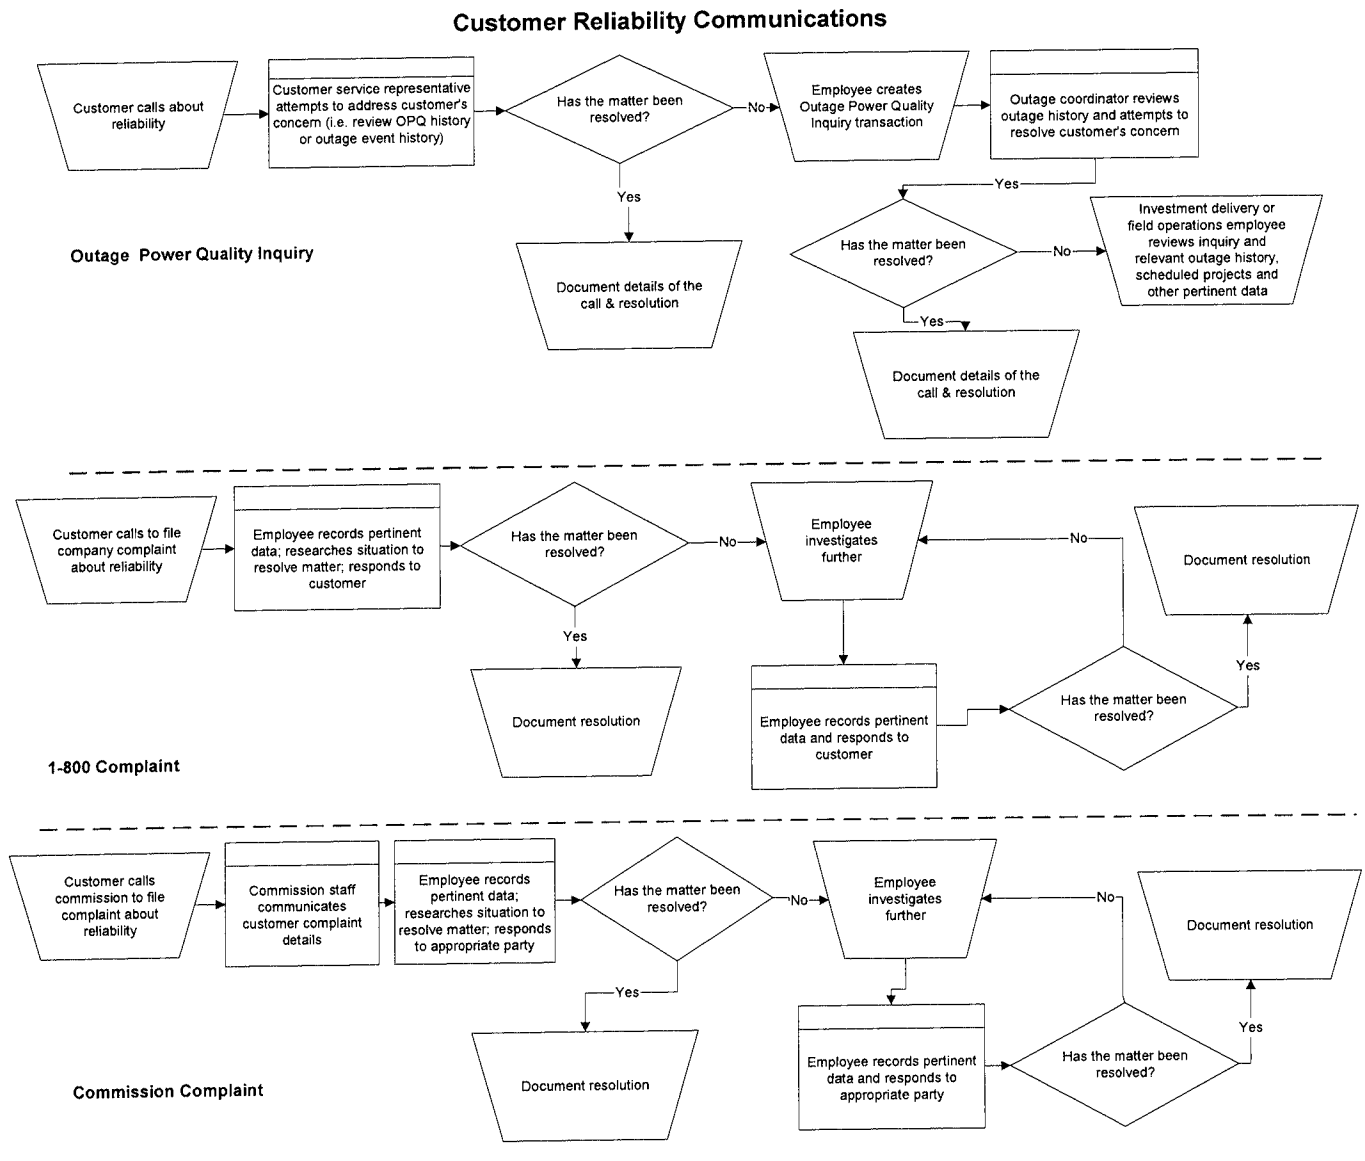 Customer Reliability Communications
Customer calls about
reliability
Customer service representative
attempts to address customer's
concern (i.e. review OPQ history
or outage event history)
Has the matter been
resolved?
No
Employee creates
Outage Power Quality
Inquiry transaction
Outage coordinator reviews
outage history and attempts to
resolve customer's concern
Yes
Yes
Outage Power Quality Inquiry
Document details of the
call & resolution
Has the matter been
resolved?
No
Investment delivery or
field operations employee
reviews inquiry and
relevant outage history,
scheduled projects and
other pertinent data
Yes
Document details of the
call & resolution
Customer calls to file
company complaint
about reliability
Employee records pertinent
data; researches situation to
resolve matter; responds to
customer
Has the matter been
resolved?
No
Employee
investigates
further
No
Document resolution
Yes
Document resolution
Employee records pertinent
data and responds to
customer
Has the matter been
resolved?
Yes
1-800 Complaint
Customer calls
commission to file
complaint about
reliability
Commission staff
communicates
customer complaint
details
Employee records
pertinent data;
researches situation to
resolve matter; responds
to appropriate party
Has the matter been
resolved?
No
Employee
investigates
further
No
Document resolution
Yes
Document resolution
Employee records pertinent
data and responds to
appropriate party
Has the matter been
resolved?
Yes
Commission Complaint